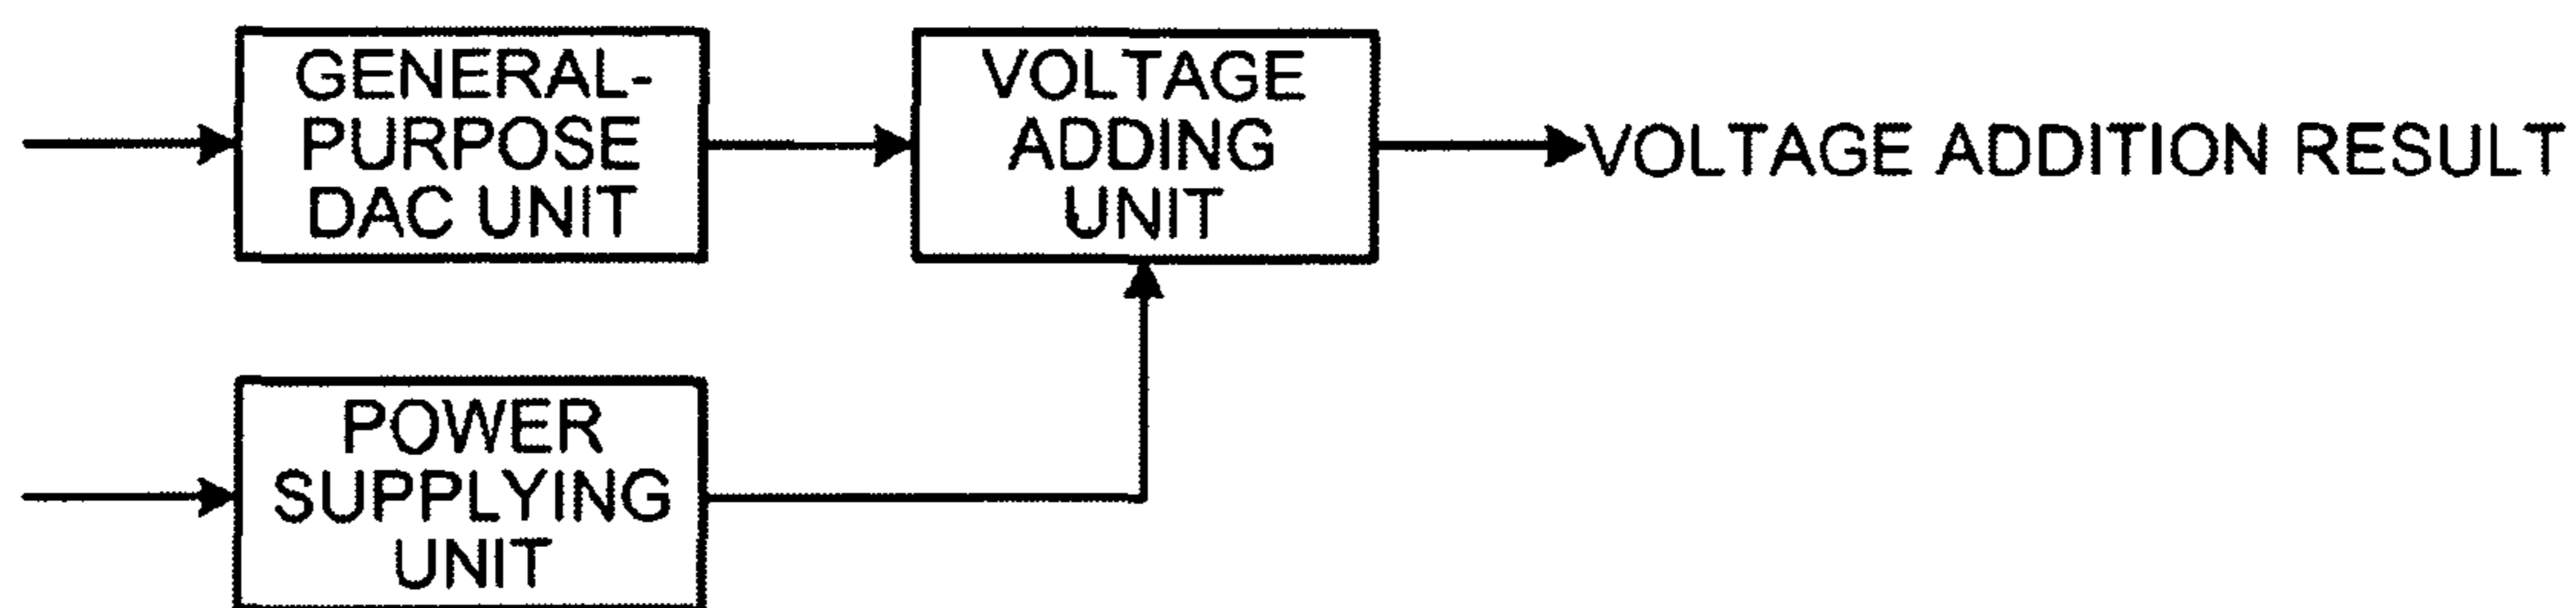 GENERAL-
PURPOSE
DAC UNIT
VOLTAGE
ADDING
UNIT
VOLTAGE ADDITION RESULT
POWER
SUPPLYING
UNIT